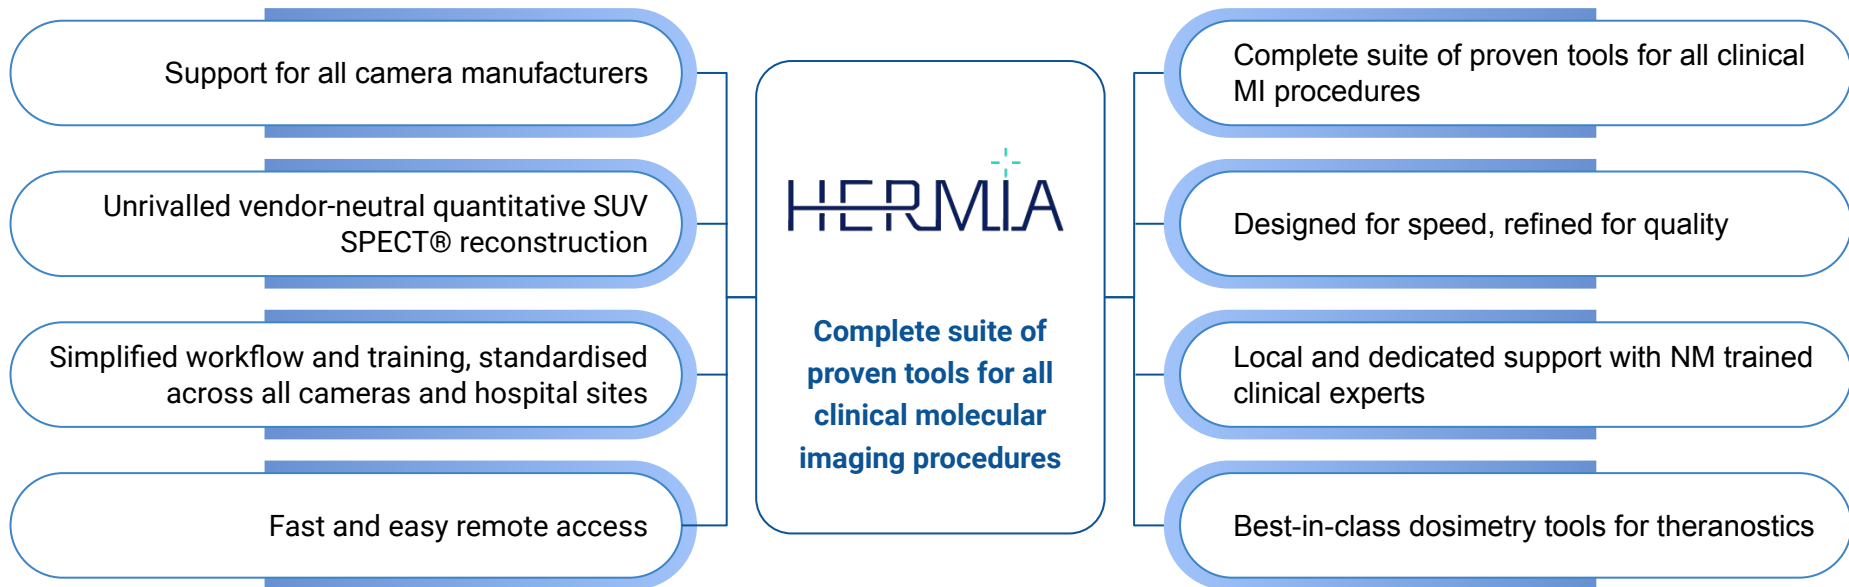 Support for all camera manufacturers
Unrivalled vendor-neutral quantitative SUV
SPECT® reconstruction
Simplified workflow and training, standardised
across all cameras and hospital sites
Fast and easy remote access
HERMIA
Complete suite of
proven tools for all
clinical molecular
imaging procedures
Complete suite of proven tools for all clinical
MI procedures
Designed for speed, refined for quality
Local and dedicated support with NM trained
clinical experts
Best-in-class dosimetry tools for theranostics